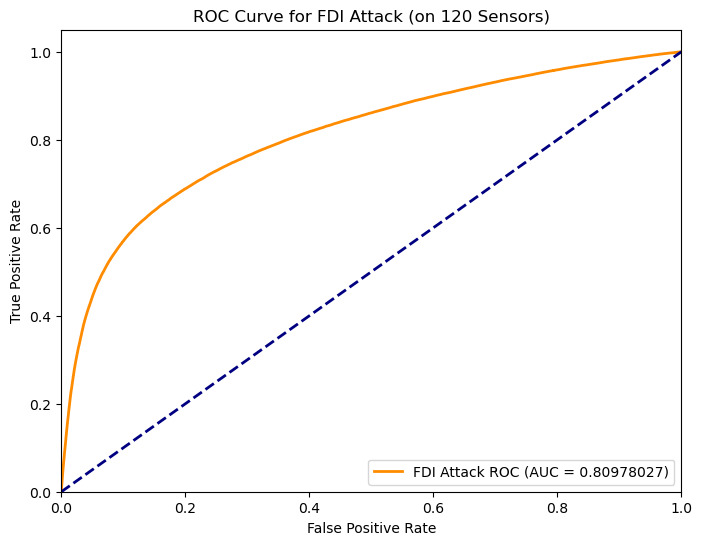 ROC Curve for FDI Attack (on 120 Sensors)
1.0
0.8
0.6
0.4
0.2
0.0
True Positive Rate
FDI Attack ROC (AUC = 0.80978027)
0.0 0.2 0.4 0.6 0.8 1.0
False Positive Rate